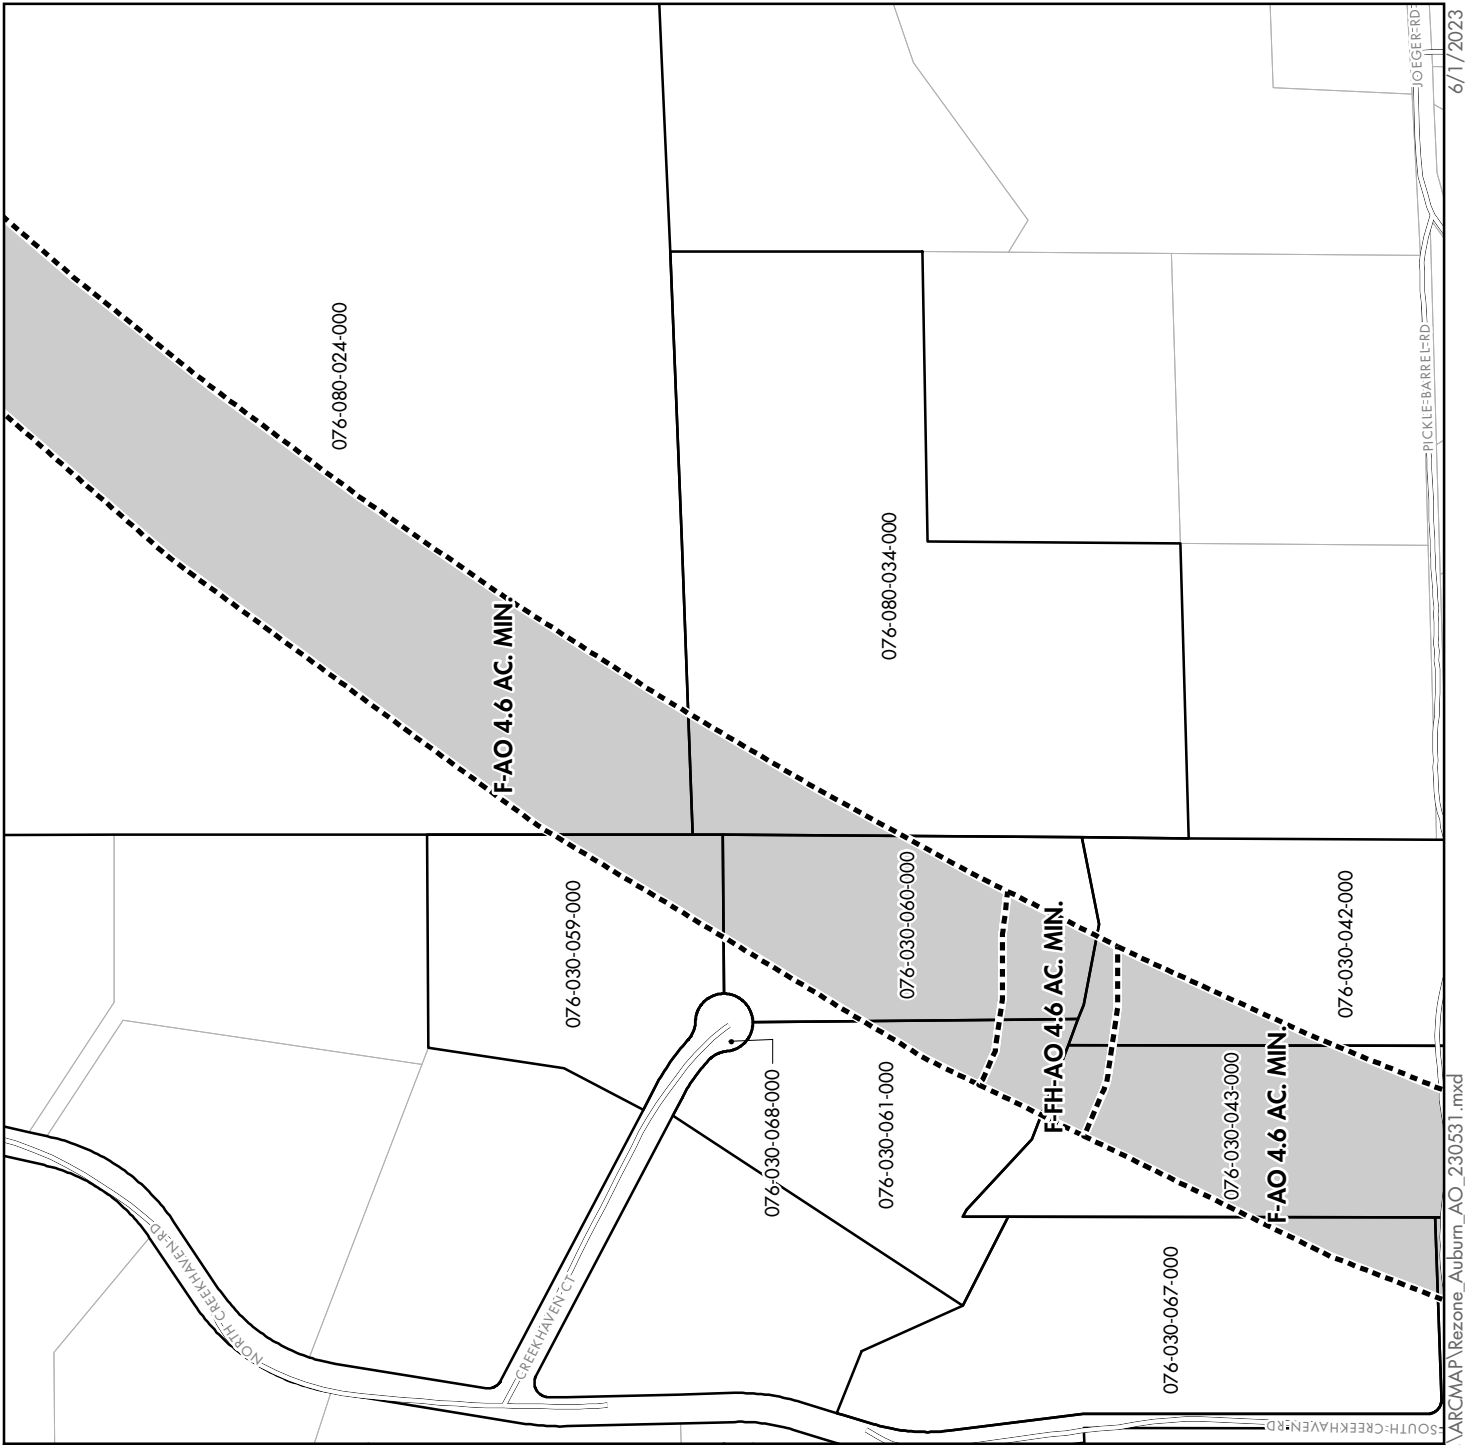 JOEGER RD
6/1/2023
076-080-024-000
PICKLE BARREL RD
F-AO 4.6 AC. MIN.
076-080-034-000
076-030-059-000
076-030-060-000
F-FH-AO 4.6 AC. MIN.
076-030-042-000
076-030-068-000
076-030-061-000
076-030-043-000
F-AO 4.6 AC. MIN.
NORTH CREEKHAVEN RD
CREEKHAVEN CT
076-030-067-000
SOUTH CREEKHAVEN RD
\ARCMAP\Rezone_Auburn_AO_230531.mxd